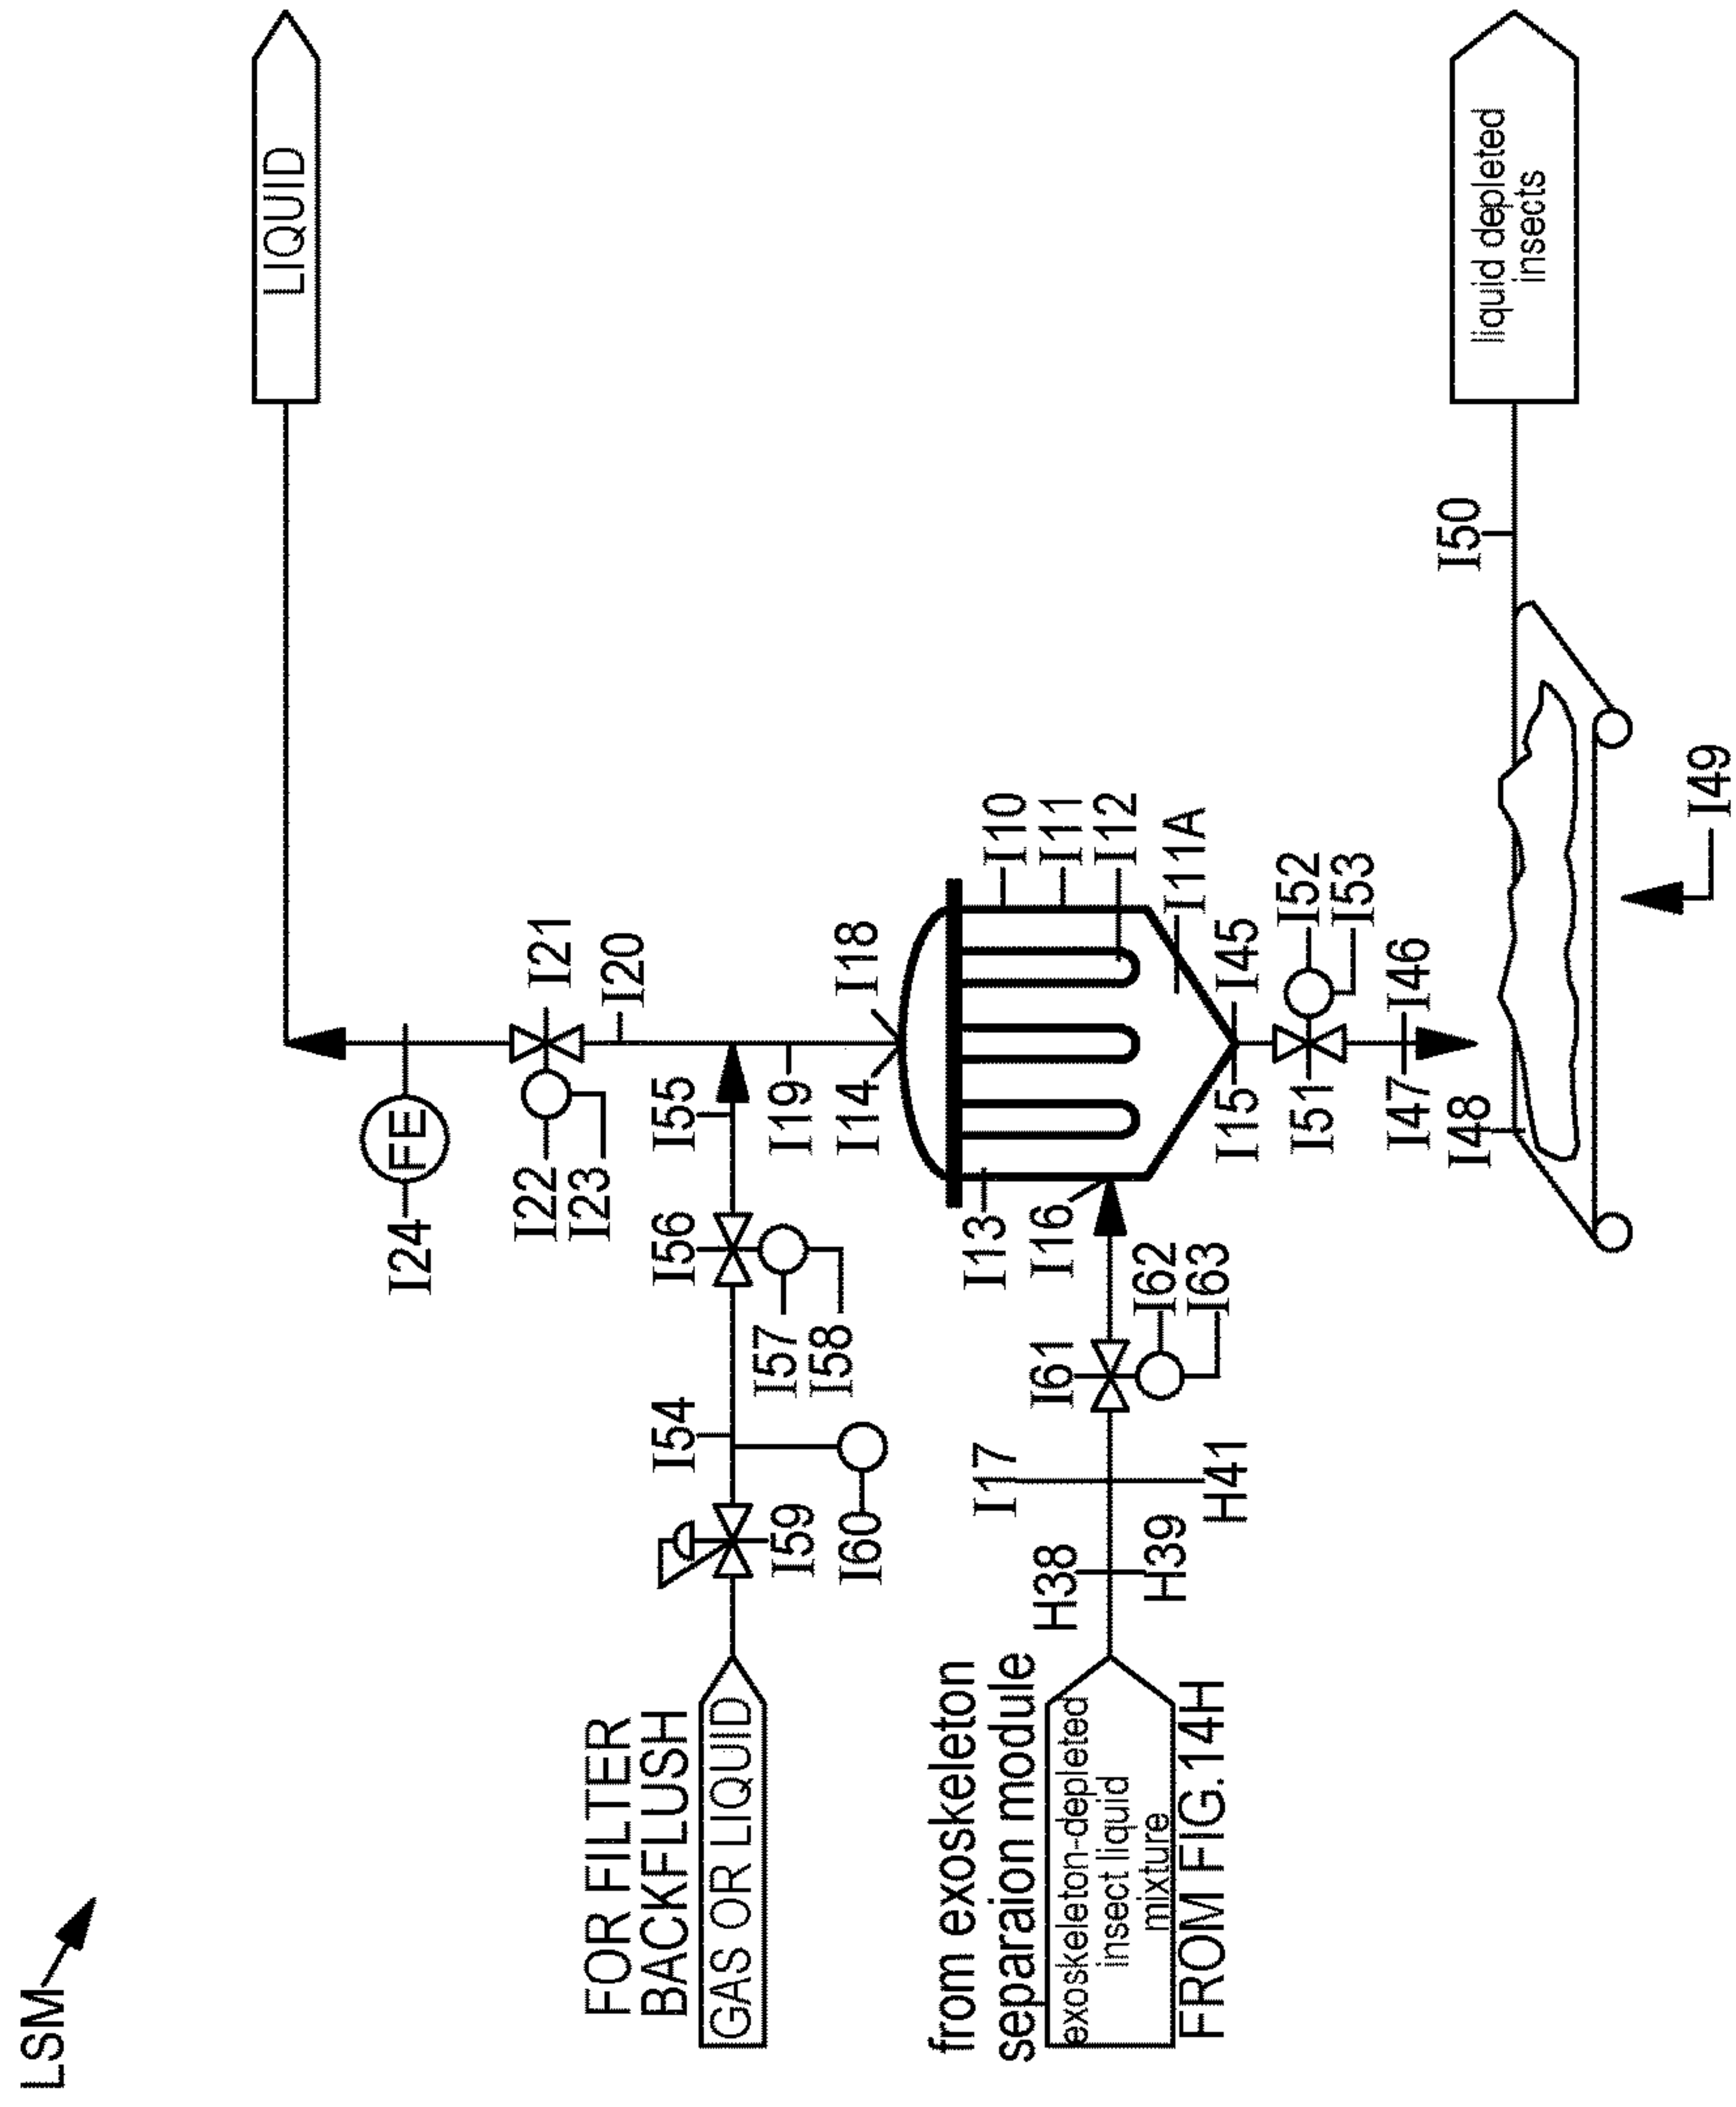 LSM
LIQUID
FE
I24
I21
I22
I23
I20
FOR FILTER
BACKFLUSH
GAS OR LIQUID
I59
I60
I54
I56
I57
I58
I55
I19
I14
I18
from exoskeleton
separaion module
exoskeleton-depleted
insect liquid
mixture
FROM FIG.14H
H38
H39
I17
H41
I61
I62
I63
I16
I13
I10
I11
I12
I11A
I15
I45
I51
I52
I53
I47
I46
I48
I49
I50
liquid depleted
insects